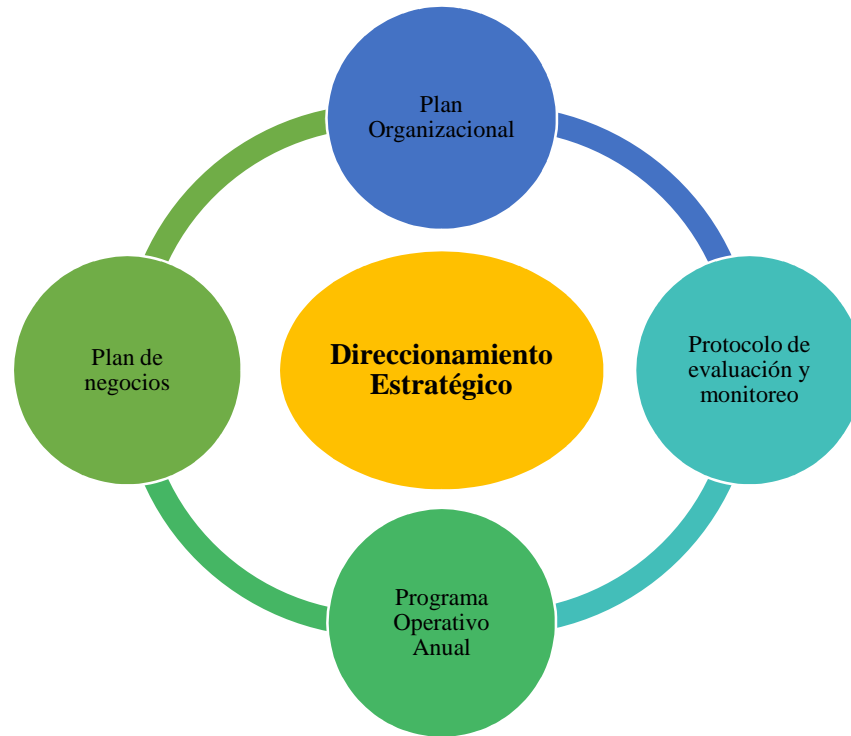 Plan
Organizacional
Plan de
negocios
Direccionamiento
Estratégico
Protocolo de
evaluación y
monitoreo
Programa
Operativo
Anual